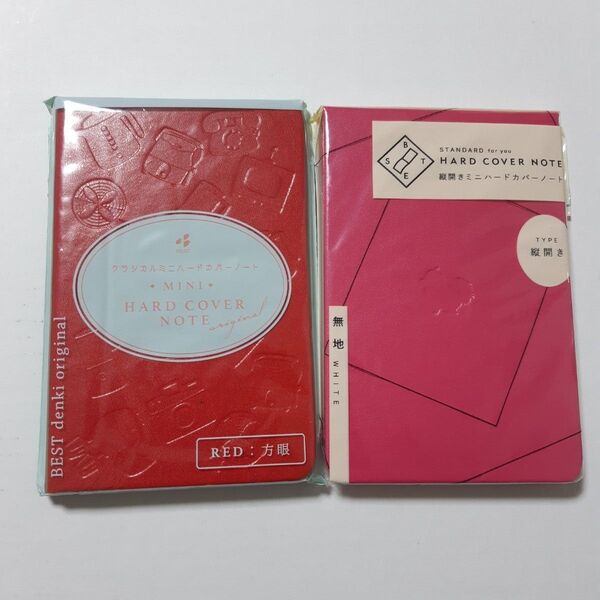 クラシカルミニハードカバーノート
MINI
HARD COVER
NOTE
original
BEST denki original
RED：方眼
B
S T
E
STANDARD for you
HARD COVER NOTE
縦開きミニハードカバーノート
TYPE
縦開き
無地 WHITE